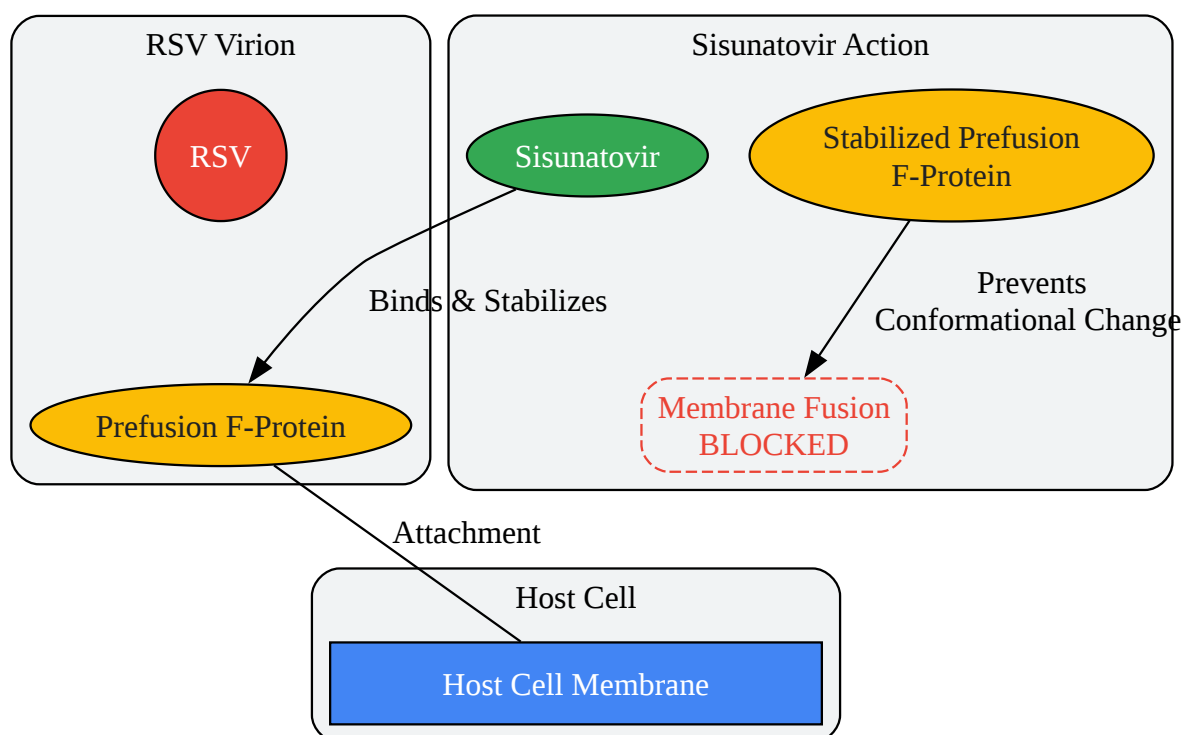 RSV Virion
Sisunatovir Action
RSV
Sisunatovir
Stabilized Prefusion
F-Protein
Binds & Stabilizes
Prevents
Conformational Change
Prefusion F-Protein
Membrane Fusion
BLOCKED
Attachment
Host Cell
Host Cell Membrane